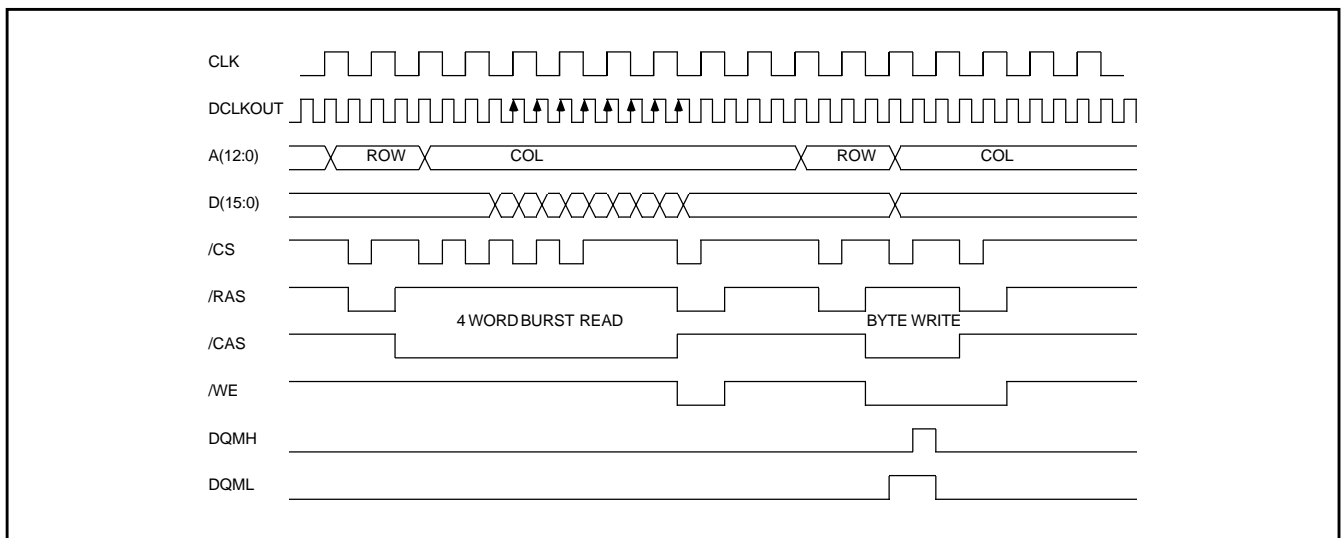 CLK
DCLKOUT
A(12:0) ROW COL ROW COL
D(15:0)
/CS
/RAS
4 WORD BURST READ BYTE WRITE
/CAS
/WE
DQMH
DQML